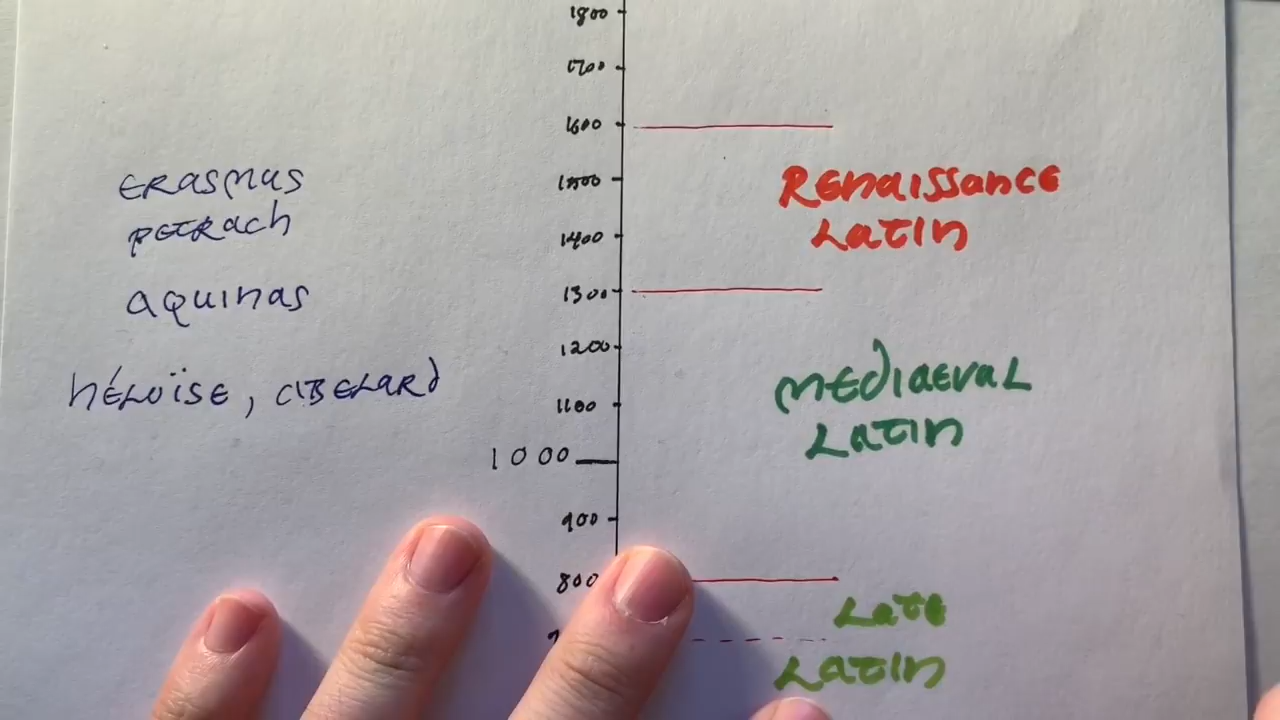 1800
1700
1600
ERASMUS
1500
RENAISSANCE
PETRACH
1400
LATIN
AQUINAS
1300
1200
MEDIAEVAL
HÉLOÏSE, ABELARD
1100
LATIN
1000
900
800
LATE
7
LATIN